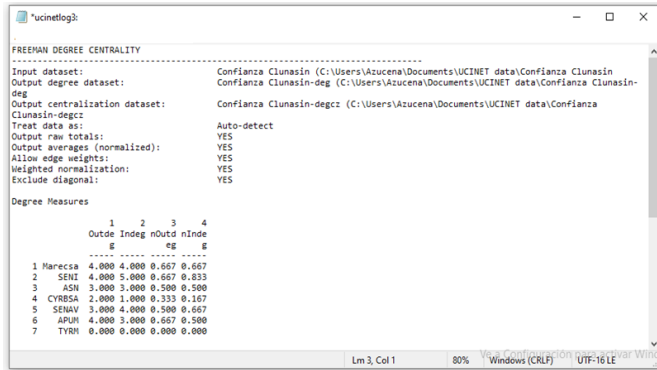 *ucinetlog3:
FREEMAN DEGREE CENTRALITY
--------------------------------------------------------------------------------
Input dataset: Confianza Clunasin (C:\Users\Azucena\Documents\UCINET data\Confianza Clunasin
Output degree dataset: Confianza Clunasin-deg (C:\Users\Azucena\Documents\UCINET data\Confianza Clunasin-
deg
Output centralization dataset: Confianza Clunasin-degcz (C:\Users\Azucena\Documents\UCINET data\Confianza
Clunasin-degcz
Treat data as: Auto-detect
Output raw totals: YES
Output averages (normalized): YES
Allow edge weights: YES
Weighted normalization: YES
Exclude diagonal: YES
Degree Measures
1 2 3 4
Outde Indeg nOutd nInde
g eg g
----- ----- ----- -----
1 Marecsa 4.000 4.000 0.667 0.667
2 SENI 4.000 5.000 0.667 0.833
3 ASN 3.000 3.000 0.500 0.500
4 CYRBSA 2.000 1.000 0.333 0.167
5 SENAV 3.000 4.000 0.500 0.667
6 APUM 4.000 3.000 0.667 0.500
7 TYRM 0.000 0.000 0.000 0.000
Ve a Configuración para activar Wind
Lm 3, Col 1 80% Windows (CRLF) UTF-16 LE